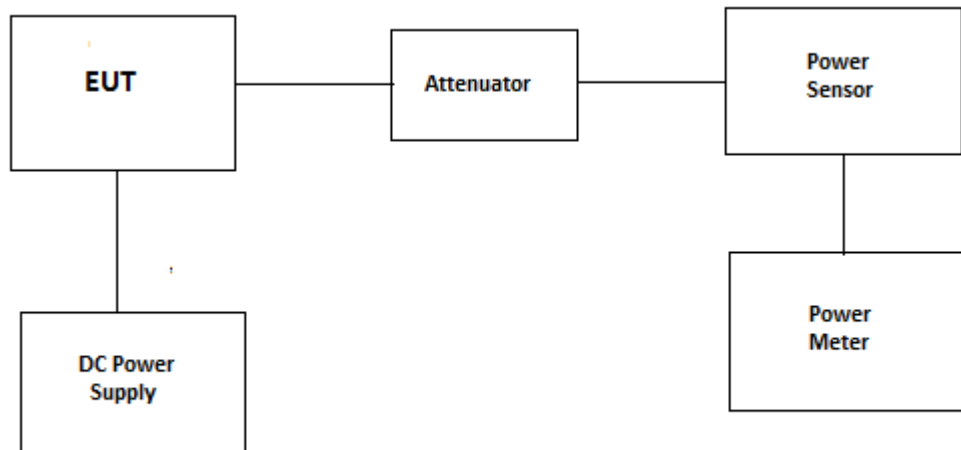 EUT
Attenuator
Power
Sensor
DC Power
Supply
Power
Meter